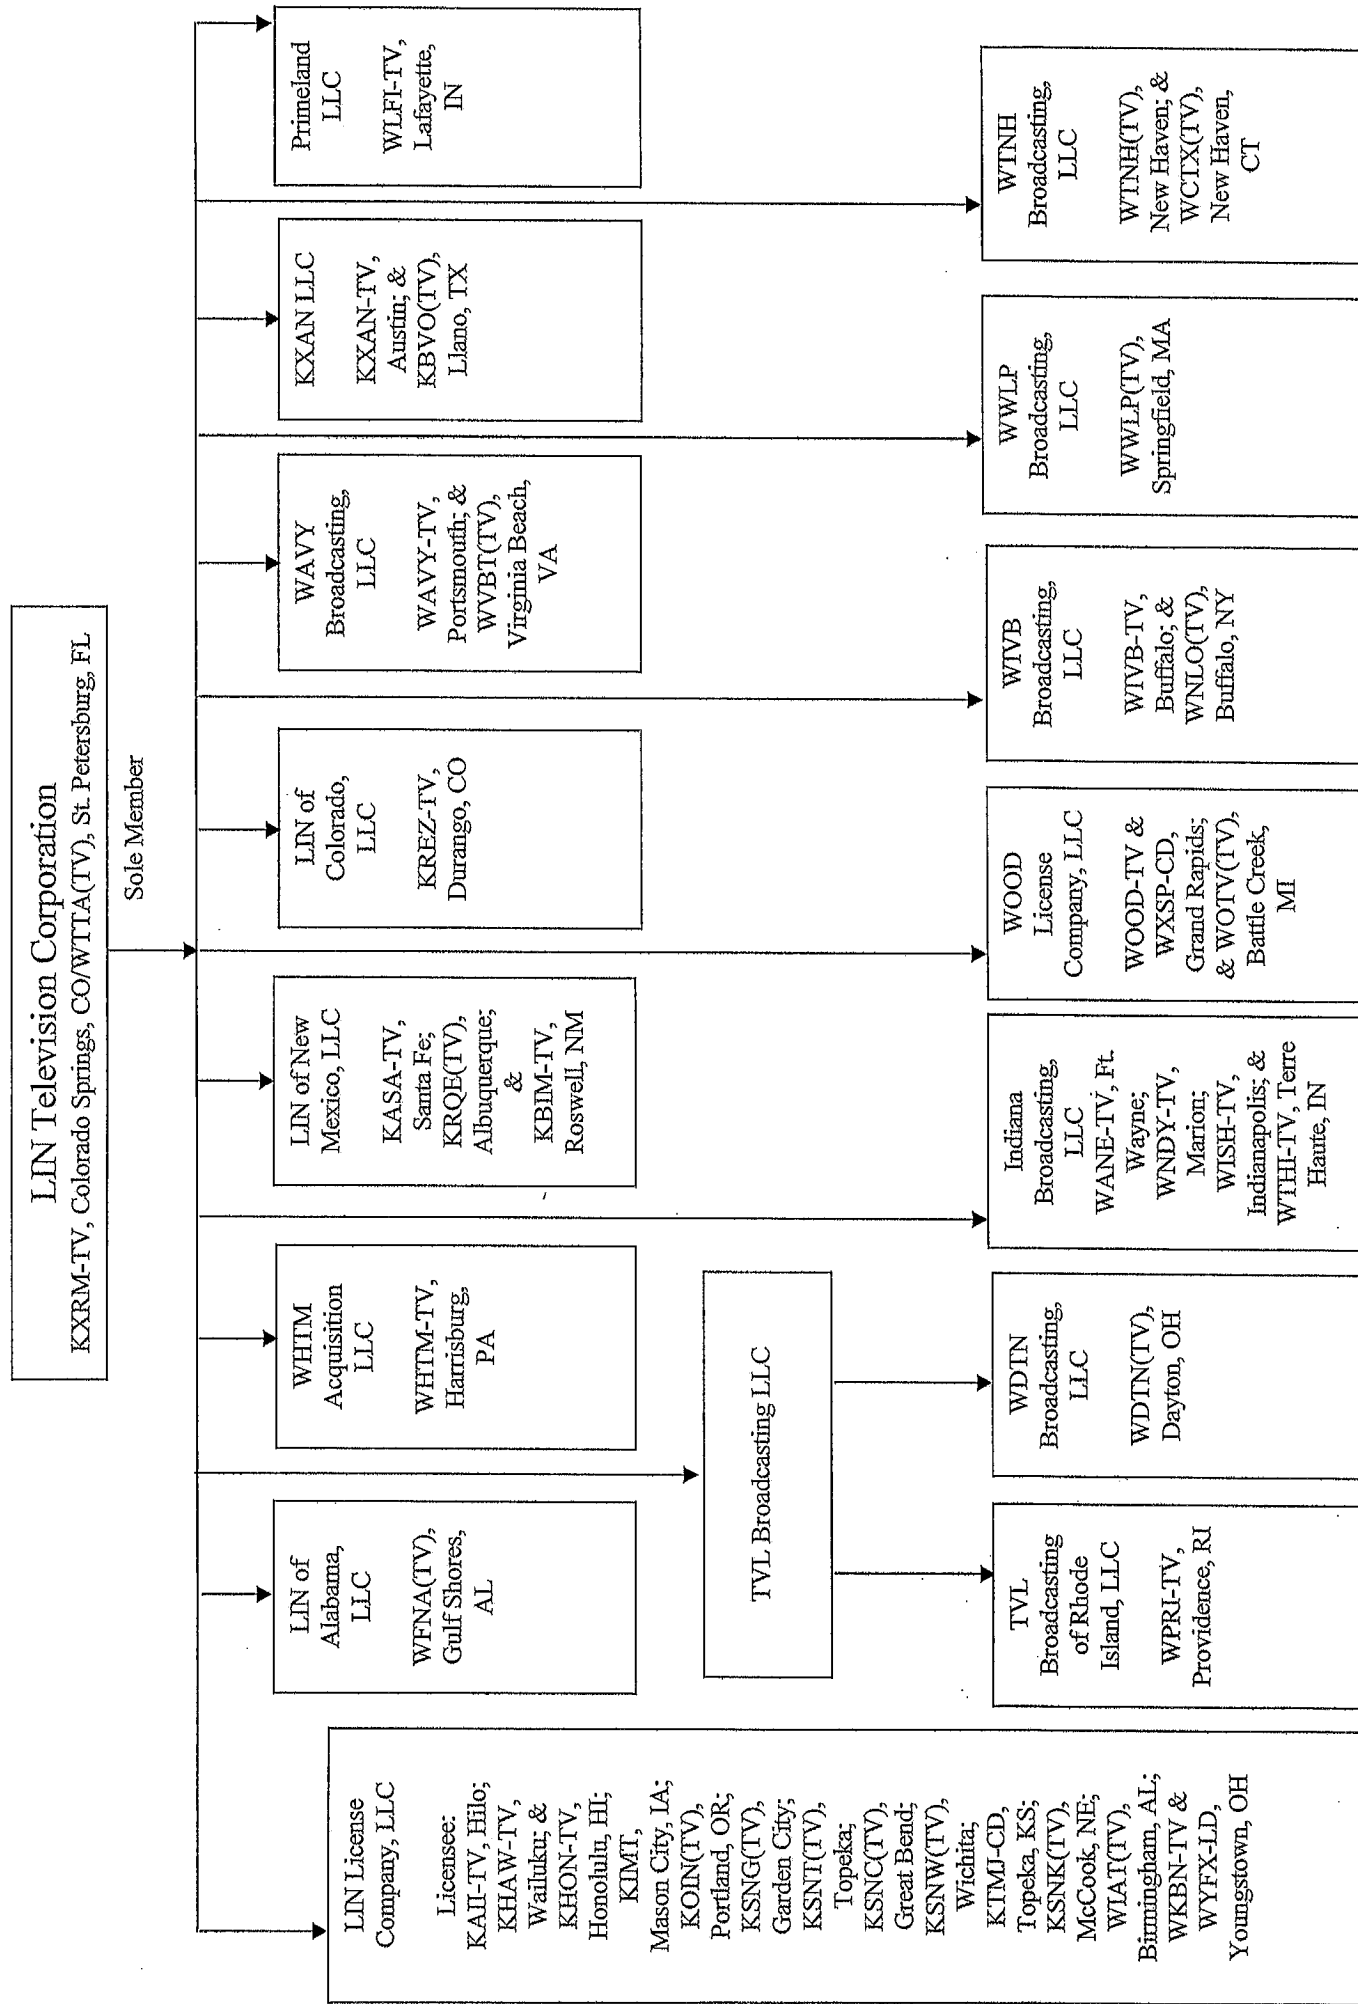 LIN Television Corporation
KXRM-TV, Colorado Springs, CO/WTTA(TV), St. Petersburg, FL
Sole Member
LIN License
Company, LLC
Licensee:
KAII-TV, Hilo;
KHAW-TV,
Wailuku; &
KHON-TV,
Honolulu, HI;
KIMT,
Mason City, IA;
KOIN(TV),
Portland, OR;
KSNG(TV),
Garden City;
KSNT(TV),
Topeka;
KSNC(TV),
Great Bend;
KSNW(TV),
Wichita;
KTMJ-CD,
Topeka, KS;
KSNK(TV),
McCook, NE;
WIAT(TV),
Birmingham, AL;
WKBN-TV &
WYFX-LD,
Youngstown, OH
LIN of
Alabama,
LLC
WFNA(TV),
Gulf Shores,
AL
WHTM
Acquisition
LLC
WHTM-TV,
Harrisburg,
PA
LIN of New
Mexico, LLC
KASA-TV,
Santa Fe;
KRQE(TV),
Albuquerque;
&
KBIM-TV,
Roswell, NM
LIN of
Colorado,
LLC
KREZ-TV,
Durango, CO
WAVY
Broadcasting,
LLC
WAVY-TV,
Portsmouth; &
WVBT(TV),
Virginia Beach,
VA
KXAN LLC
KXAN-TV,
Austin; &
KBVO(TV),
Llano, TX
Primeland
LLC
WLFI-TV,
Lafayette,
IN
TVL Broadcasting LLC
TVL
Broadcasting
of Rhode
Island, LLC
WPRI-TV,
Providence, RI
WDTN
Broadcasting,
LLC
WDTN(TV),
Dayton, OH
Indiana
Broadcasting,
LLC
WANE-TV, Ft.
Wayne;
WNDY-TV,
Marion;
WISH-TV,
Indianapolis; &
WTHI-TV, Terre
Haute, IN
WOOD
License
Company, LLC
WOOD-TV &
WXSP-CD,
Grand Rapids;
& WOTV(TV),
Battle Creek,
MI
WIVB
Broadcasting,
LLC
WIVB-TV,
Buffalo; &
WNLO(TV),
Buffalo, NY
WWLP
Broadcasting,
LLC
WWLP(TV),
Springfield, MA
WTNH
Broadcasting,
LLC
WTNH(TV),
New Haven; &
WCTX(TV),
New Haven,
CT